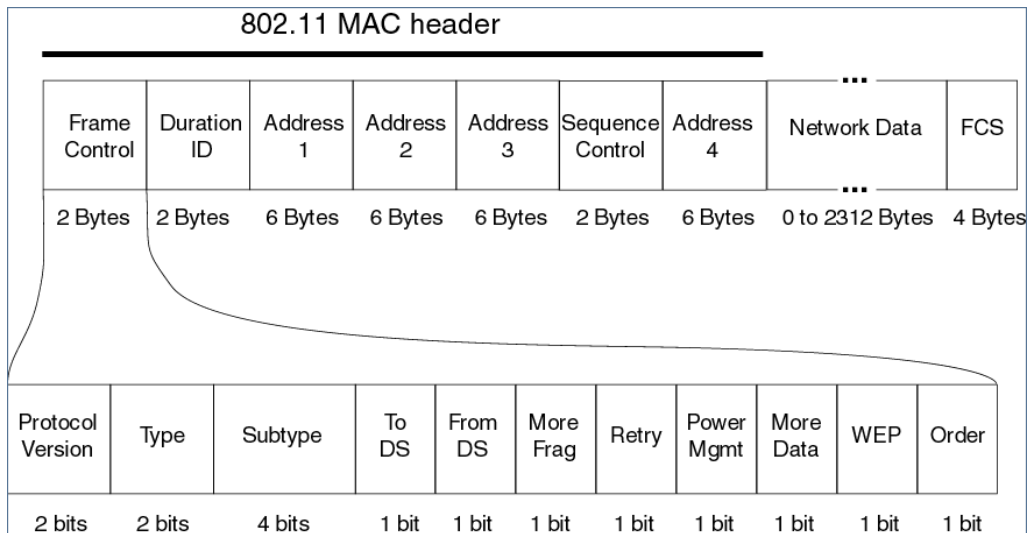 802.11 MAC header
...
Frame Duration Address Address Address Sequence Address Network Data FCS
Control ID 1 2 3 Control 4
...
2 Bytes 2 Bytes 6 Bytes 6 Bytes 6 Bytes 2 Bytes 6 Bytes 0 to 2312 Bytes 4 Bytes
Protocol Version Type Subtype To DS From DS More Frag Retry Power Mgmt More Data WEP Order
2 bits 2 bits 4 bits 1 bit 1 bit 1 bit 1 bit 1 bit 1 bit 1 bit 1 bit